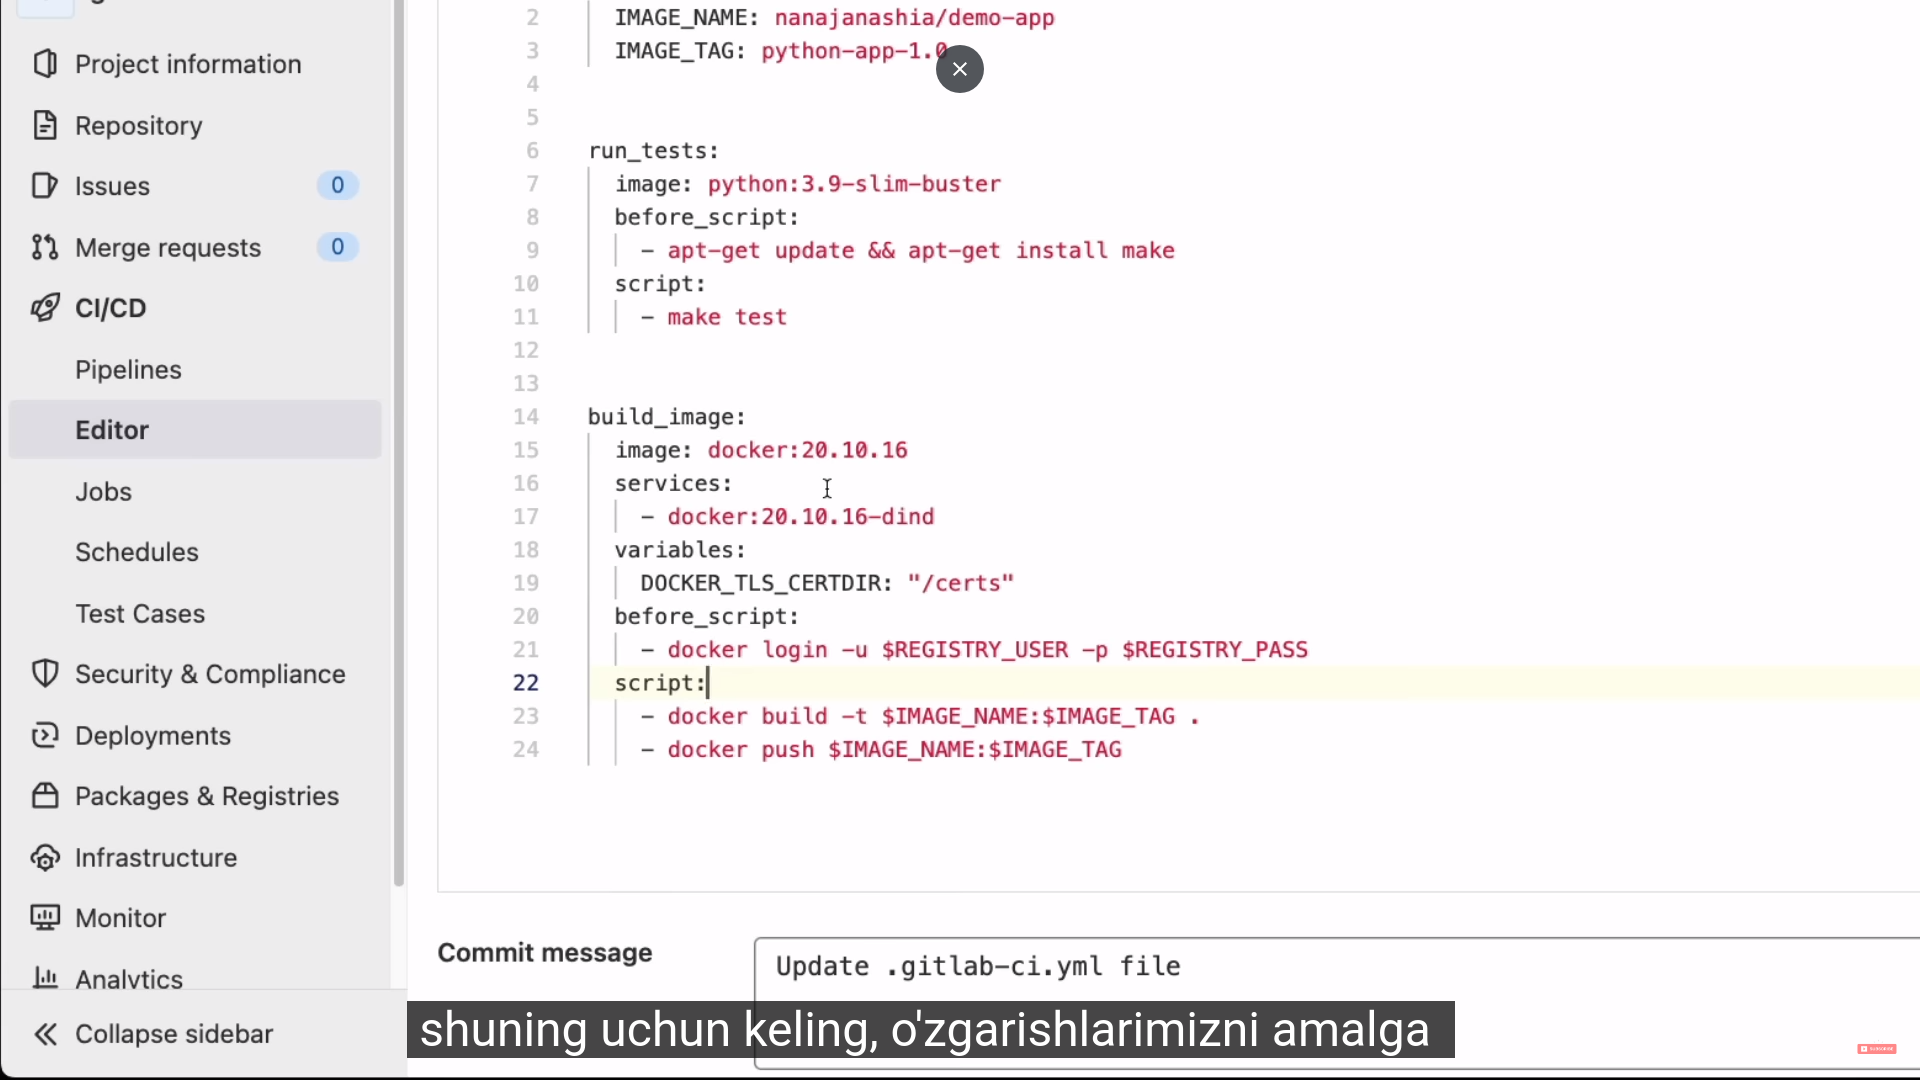 Project information
Repository
Issues 0
Merge requests 0
CI/CD
Pipelines
Editor
Jobs
Schedules
Test Cases
Security & Compliance
Deployments
Packages & Registries
Infrastructure
Monitor
Analytics
Collapse sidebar
2 IMAGE_NAME: nanajanashia/demo-app
3 IMAGE_TAG: python-app-1.0
4
5
6 run_tests:
7 image: python:3.9-slim-buster
8 before_script:
9 - apt-get update && apt-get install make
10 script:
11 - make test
12
13
14 build_image:
15 image: docker:20.10.16
16 services:
17 - docker:20.10.16-dind
18 variables:
19 DOCKER_TLS_CERTDIR: "/certs"
20 before_script:
21 - docker login -u $REGISTRY_USER -p $REGISTRY_PASS
22 script:
23 - docker build -t $IMAGE_NAME:$IMAGE_TAG .
24 - docker push $IMAGE_NAME:$IMAGE_TAG
Commit message
Update .gitlab-ci.yml file
shuning uchun keling, o'zgarishlarimizni amalga
SUBSCRIBE